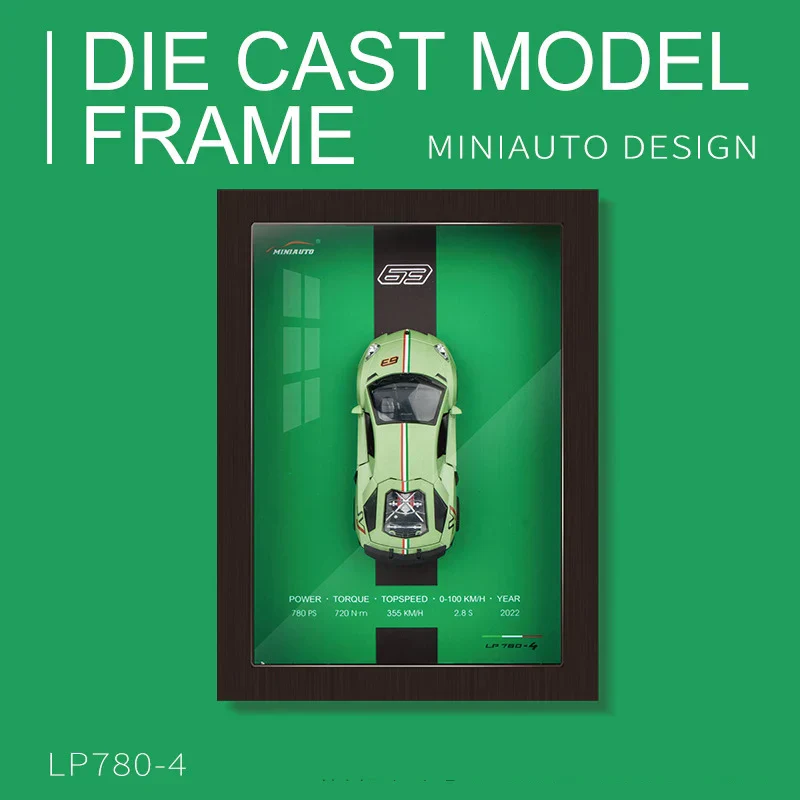 DIE CAST MODEL
FRAME
MINIAUTO DESIGN
MINIAUTO
63
63
POWER · TORQUE · TOPSPEED · 0-100 KM/H · YEAR
780 PS 720 N·m 355 KM/H 2.8 S 2022
LP 780-4
LP780-4